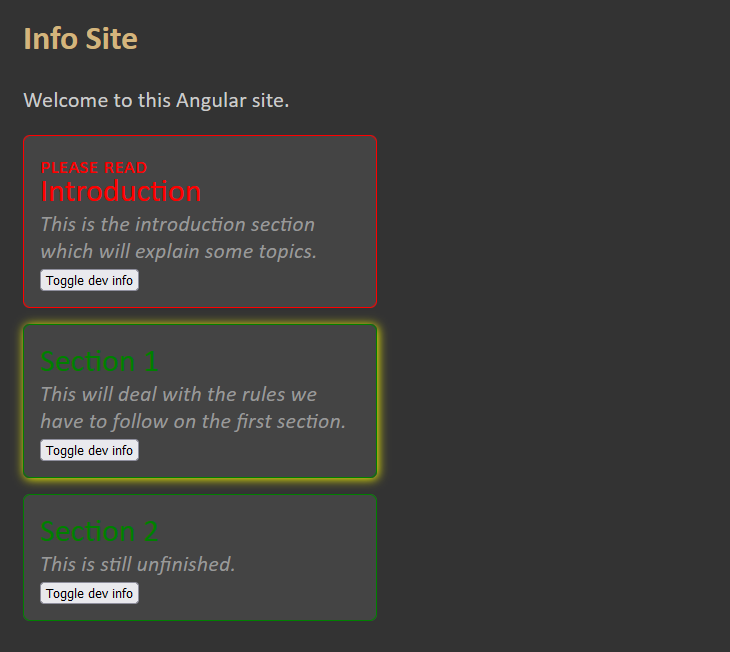 Info Site
Welcome to this Angular site.
PLEASE READ
Introduction
This is the introduction section
which will explain some topics.
Toggle dev info
Section 1
This will deal with the rules we
have to follow on the first section.
Toggle dev info
Section 2
This is still unfinished.
Toggle dev info